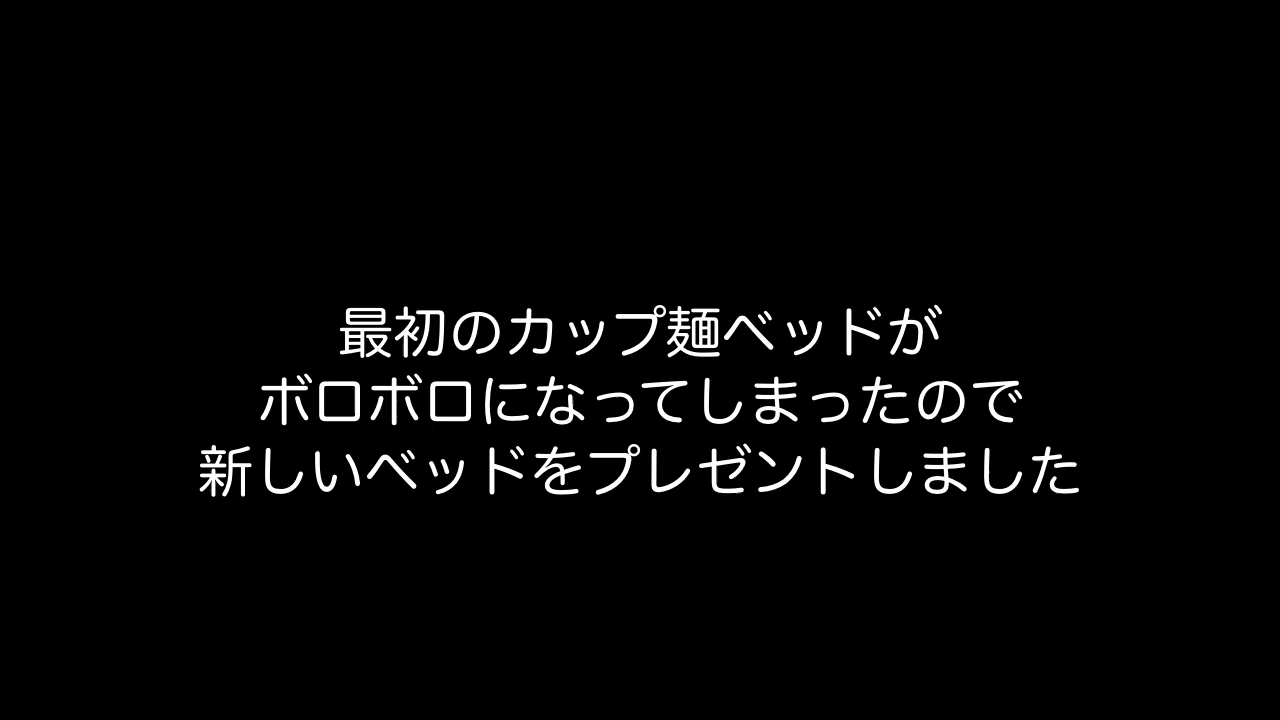 最初のカップ麺ベッドが
ボロボロになってしまったので
新しいベッドをプレゼントしました